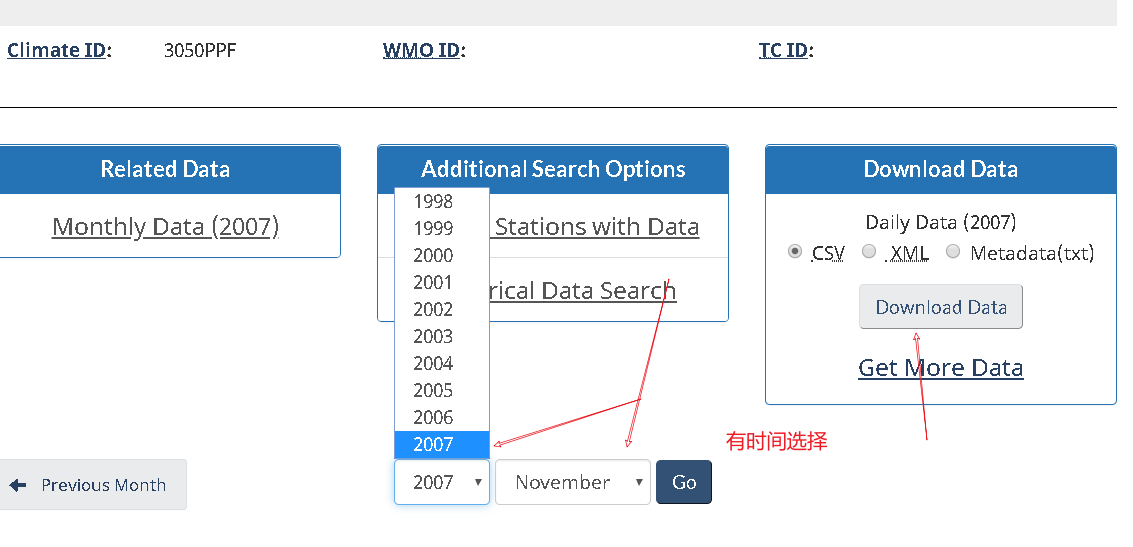 Climate ID: 3050PPF WMO ID: TC ID:
Related Data
Monthly Data (2007)
Additional Search Options
Stations with Data
rical Data Search
1998
1999
2000
2001
2002
2003
2004
2005
2006
2007
Download Data
Daily Data (2007)
CSV XML Metadata(txt)
Download Data
Get More Data
有时间选择
Previous Month
2007 November Go